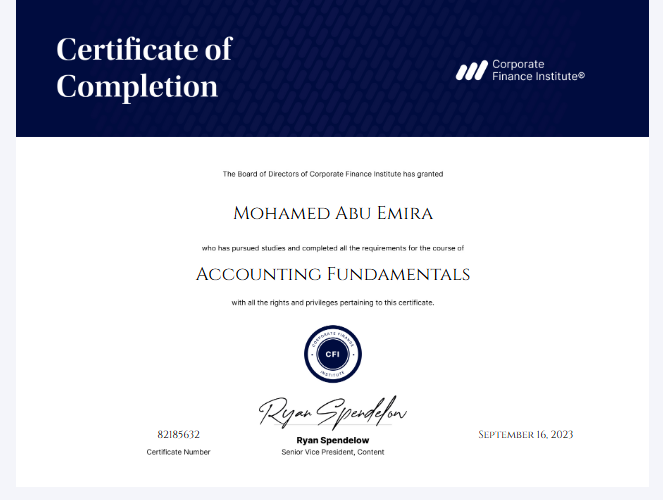 Certificate of
Completion
Corporate
Finance Institute®
The Board of Directors of Corporate Finance Institute has granted
Mohamed Abu Emira
who has pursued studies and completed all the requirements for the course of
Accounting Fundamentals
with all the rights and privileges pertaining to this certificate.
CORPORATE FINANCE
CFI
INSTITUTE
Ryan Spendelow
82185632
September 16, 2023
Ryan Spendelow
Certificate Number
Senior Vice President, Content